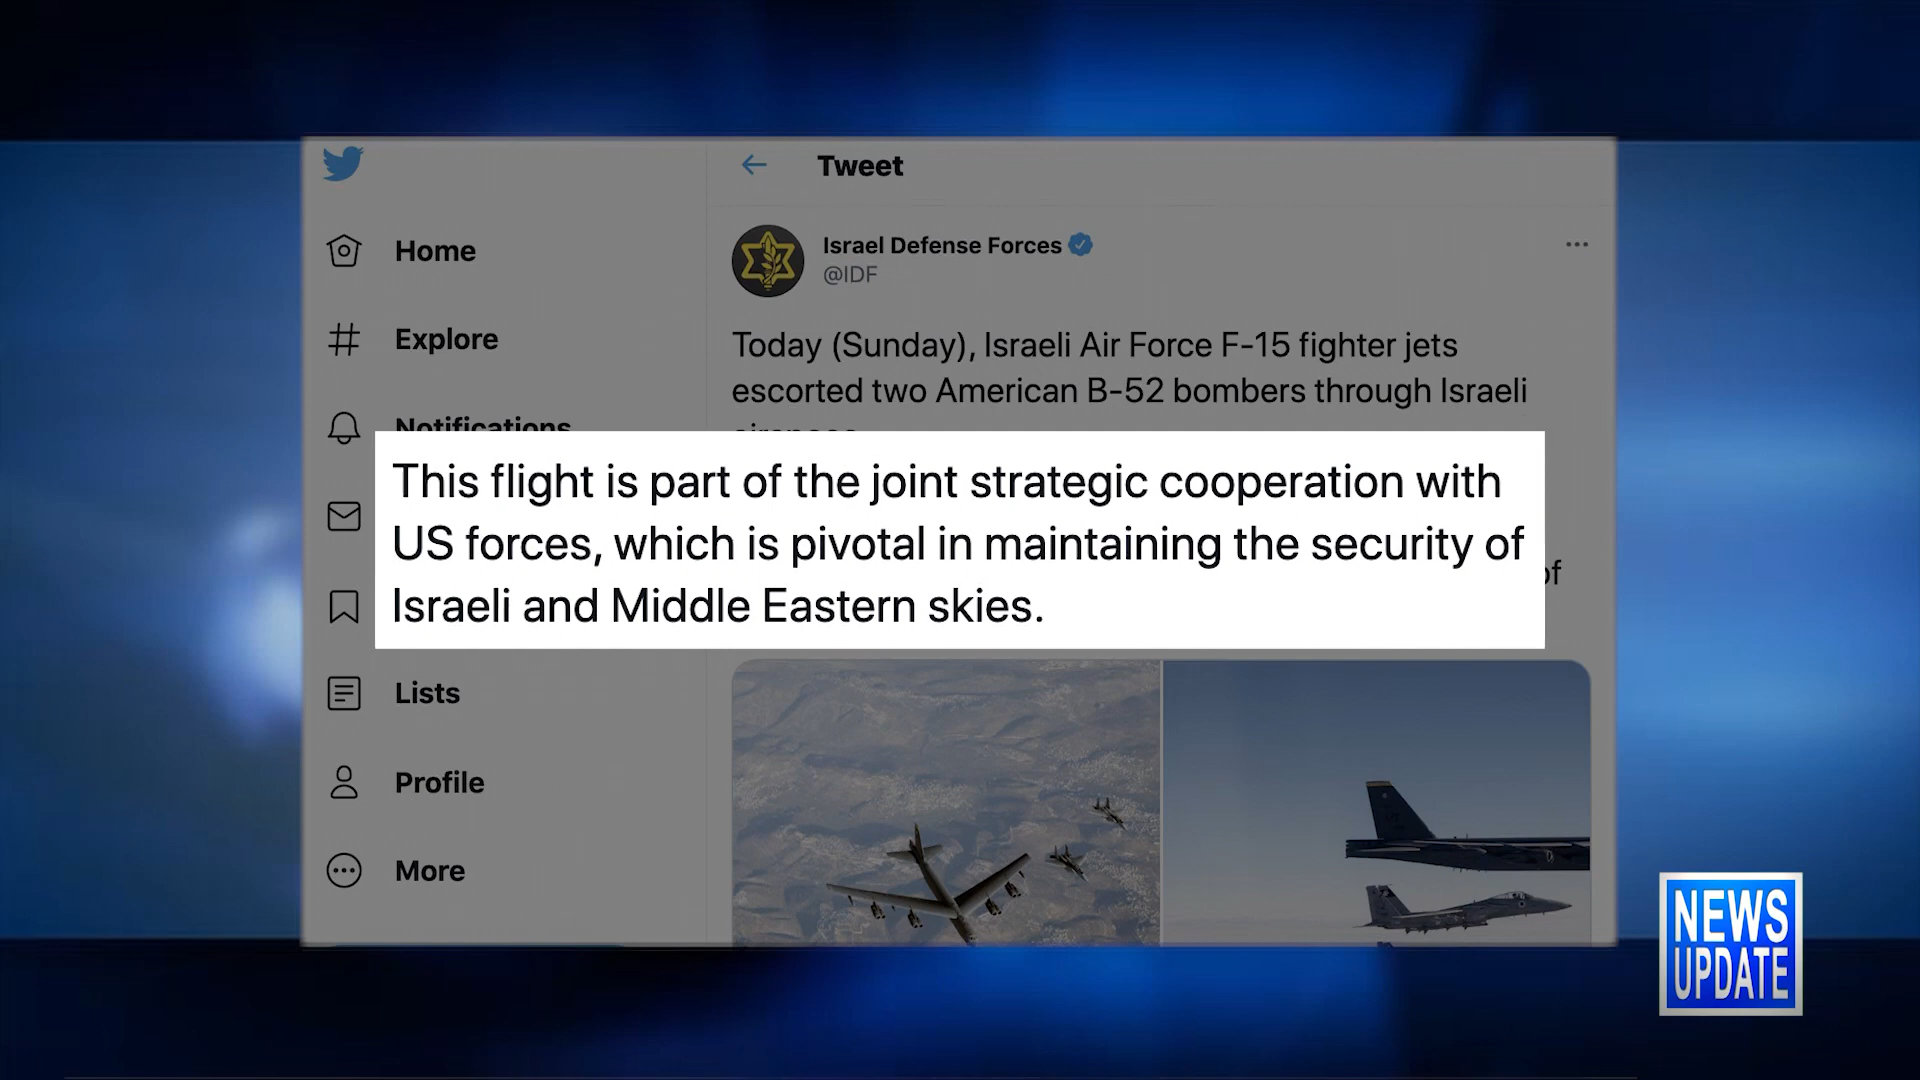 Tweet
Home
Explore
Notifications
Lists
Profile
More
Israel Defense Forces
@IDF
Today (Sunday), Israeli Air Force F-15 fighter jets
escorted two American B-52 bombers through Israeli
This flight is part of the joint strategic cooperation with
US forces, which is pivotal in maintaining the security of
Israeli and Middle Eastern skies.
of
NEWS
UPDATE